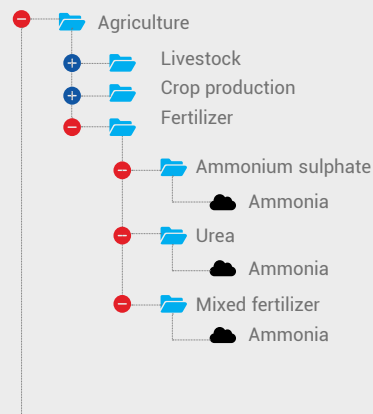 Agriculture
Livestock
Crop production
Fertilizer
Ammonium sulphate
Ammonia
Urea
Ammonia
Mixed fertilizer
Ammonia